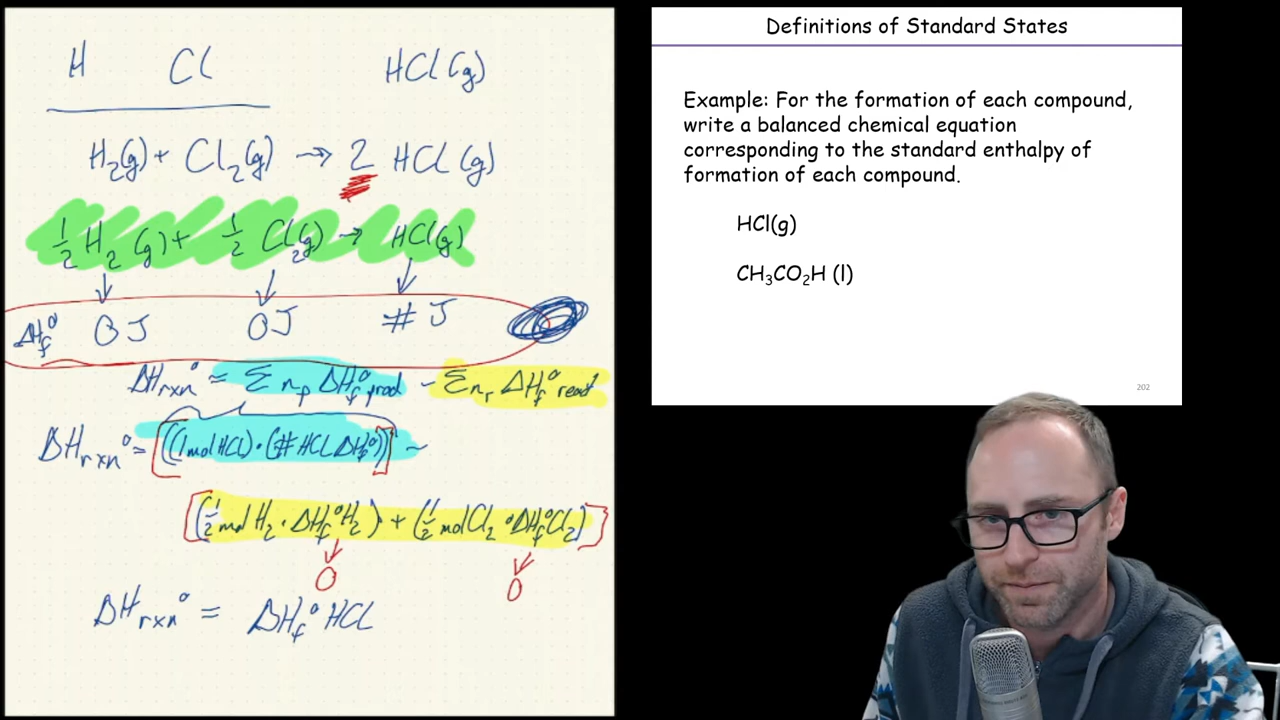 H Cl HCl(g)
H₂(g) + Cl₂(g) → 2 HCl(g)
½ H₂(g) + ½ Cl₂(g) → HCl(g)
ΔH°f 0 J 0 J # J
ΔHrxn° = Σ np ΔHf° prod - Σ nr ΔHf° react
ΔHrxn° = [((1 mol HCl)·(# HCl ΔHf°))] -
[(½ mol H₂ · ΔHf° H₂) + (½ mol Cl₂ · ΔHf° Cl₂)]
0 0
ΔHrxn° = ΔHf° HCl
Definitions of Standard States
Example: For the formation of each compound,
write a balanced chemical equation
corresponding to the standard enthalpy of
formation of each compound.
HCl(g)
CH₃CO₂H (l)
202